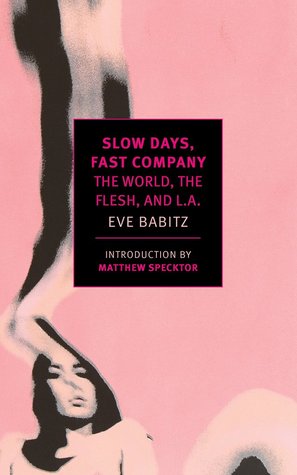 SLOW DAYS,
FAST COMPANY
THE WORLD, THE
FLESH, AND L.A.
EVE BABITZ
INTRODUCTION BY
MATTHEW SPECKTOR